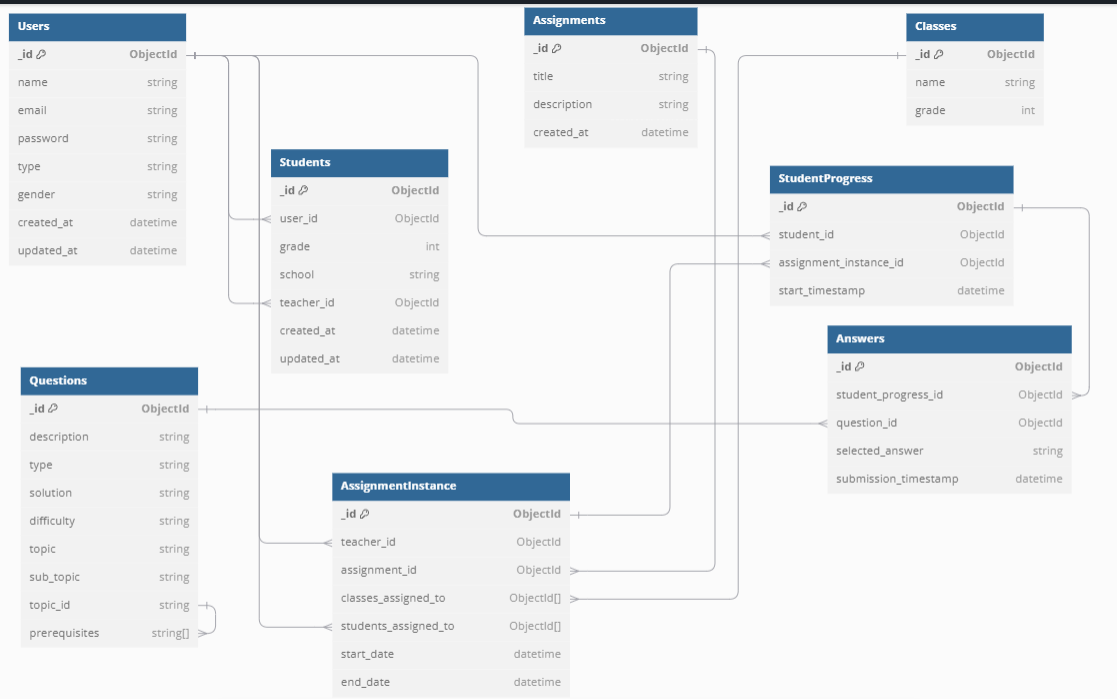 Users
_id ObjectId
name string
email string
password string
type string
gender string
created_at datetime
updated_at datetime
Assignments
_id ObjectId
title string
description string
created_at datetime
Classes
_id ObjectId
name string
grade int
Students
_id ObjectId
user_id ObjectId
grade int
school string
teacher_id ObjectId
created_at datetime
updated_at datetime
StudentProgress
_id ObjectId
student_id ObjectId
assignment_instance_id ObjectId
start_timestamp datetime
Answers
_id ObjectId
student_progress_id ObjectId
question_id ObjectId
selected_answer string
submission_timestamp datetime
Questions
_id ObjectId
description string
type string
solution string
difficulty string
topic string
sub_topic string
topic_id string
prerequisites string[]
AssignmentInstance
_id ObjectId
teacher_id ObjectId
assignment_id ObjectId
classes_assigned_to ObjectId[]
students_assigned_to ObjectId[]
start_date datetime
end_date datetime